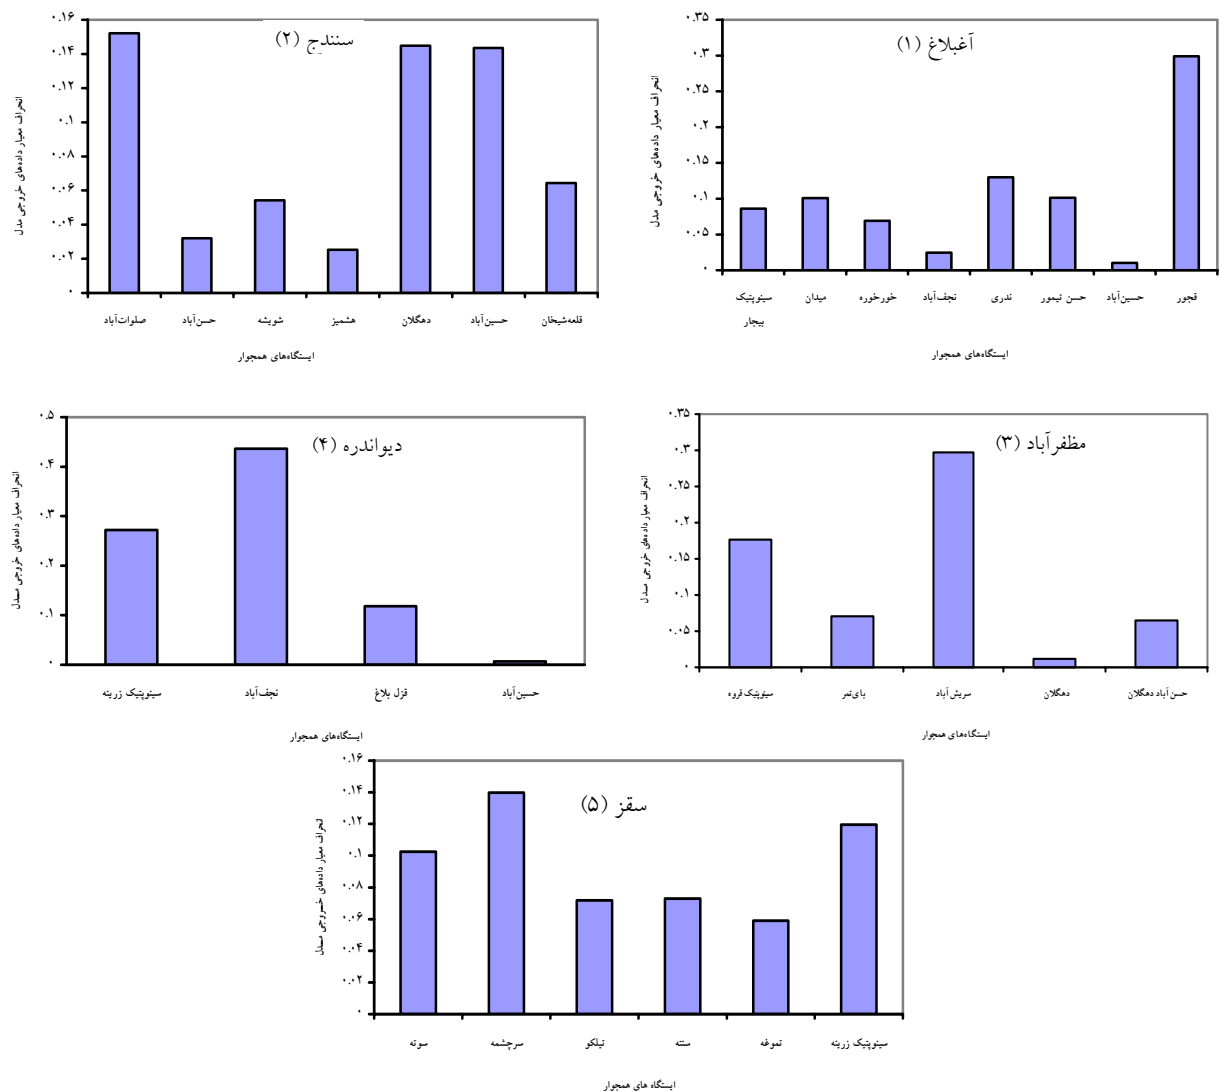 آغبلاغ (۱)
انحراف معیار داده‌های خروجی مدل
۰.۳۵
۰.۳
۰.۲۵
۰.۲
۰.۱۵
۰.۱
۰.۰۵
۰
سینوپتیک بیجار
میدان
خورخوره
نجف‌آباد
ندری
حسن تیمور
حسین‌آباد
قجور
ایستگاه‌های همجوار
سنندج (۲)
انحراف معیار داده‌های خروجی مدل
۰.۱۶
۰.۱۴
۰.۱۲
۰.۱
۰.۰۸
۰.۰۶
۰.۰۴
۰.۰۲
۰
صلوات‌آباد
حسن‌آباد
شویشه
هشمیز
دهگلان
حسین‌آباد
قلعه‌شیخان
ایستگاه‌های همجوار
مظفرآباد (۳)
انحراف معیار داده‌های خروجی مدل
۰.۳۵
۰.۳
۰.۲۵
۰.۲
۰.۱۵
۰.۱
۰.۰۵
۰
سینوپتیک قروه
بای‌تمر
سریش‌آباد
دهگلان
حسن آباد دهگلان
ایستگاه‌های همجوار
دیواندره (۴)
انحراف معیار داده‌های خروجی مدل
۰.۵
۰.۴
۰.۳
۰.۲
۰.۱
۰
سینوپتیک زرینه
نجف‌آباد
قزل بلاغ
حسین‌آباد
ایستگاه‌های همجوار
سقز (۵)
انحراف معیار داده‌های خروجی مدل
۰.۱۶
۰.۱۴
۰.۱۲
۰.۱
۰.۰۸
۰.۰۶
۰.۰۴
۰.۰۲
۰
سوته
سرچشمه
تیلکو
سنته
تموغه
سینوپتیک زرینه
ایستگاه های همجوار